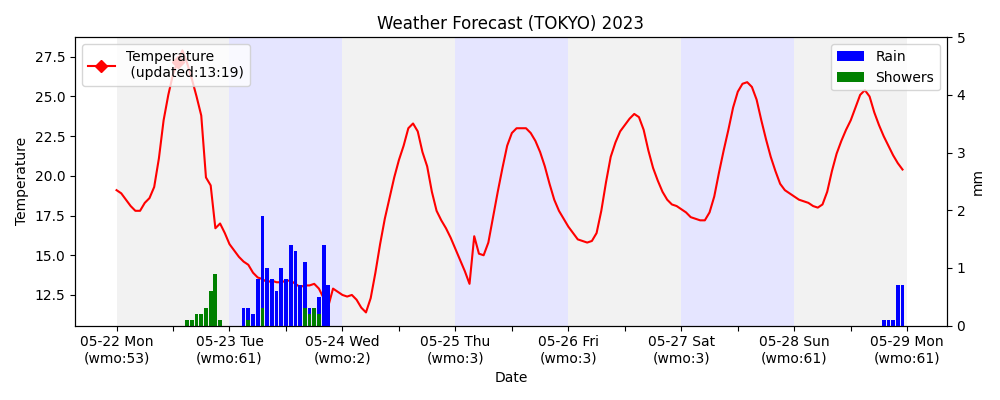 Weather Forecast (TOKYO) 2023
Temperature
(updated:13:19)
Rain
Showers
27.5
25.0
22.5
20.0
17.5
15.0
12.5
Temperature
5
4
3
2
1
0
mm
05-22 Mon
(wmo:53)
05-23 Tue
(wmo:61)
05-24 Wed
(wmo:2)
05-25 Thu
(wmo:3)
05-26 Fri
(wmo:3)
05-27 Sat
(wmo:3)
05-28 Sun
(wmo:61)
05-29 Mon
(wmo:61)
Date